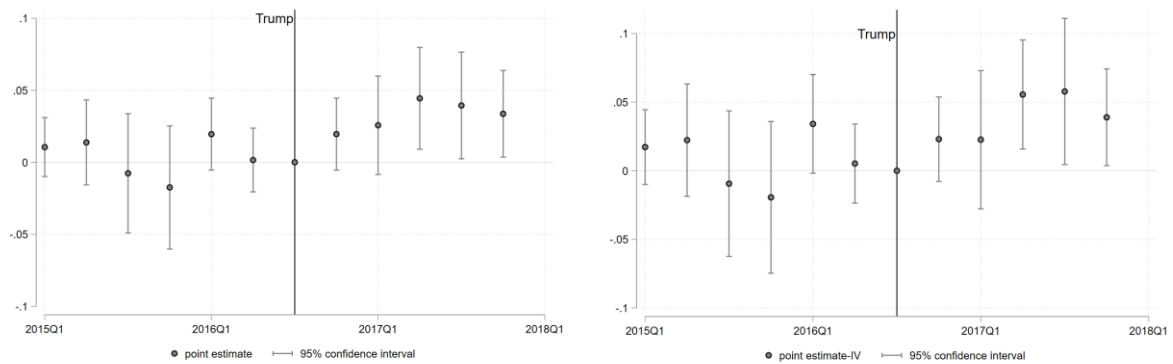 Trump
.1
.05
0
-.05
-.1
2015Q1 2016Q1 2017Q1 2018Q1
point estimate 95% confidence interval
Trump
.1
.05
0
-.05
-.1
2015Q1 2016Q1 2017Q1 2018Q1
point estimate-IV 95% confidence interval